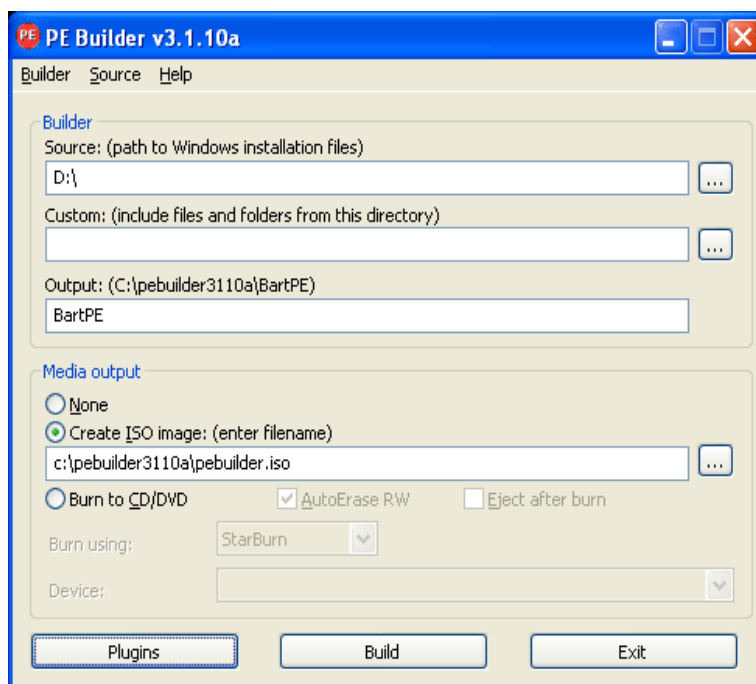 PE PE Builder v3.1.10a
Builder Source Help
Builder
Source: (path to Windows installation files)
D:\
...
Custom: (include files and folders from this directory)
...
Output: (C:\pebuilder3110a\BartPE)
BartPE
Media output
None
Create ISO image: (enter filename)
c:\pebuilder3110a\pebuilder.iso
...
Burn to CD/DVD AutoErase RW Eject after burn
Burn using: StarBurn
Device:
Plugins Build Exit